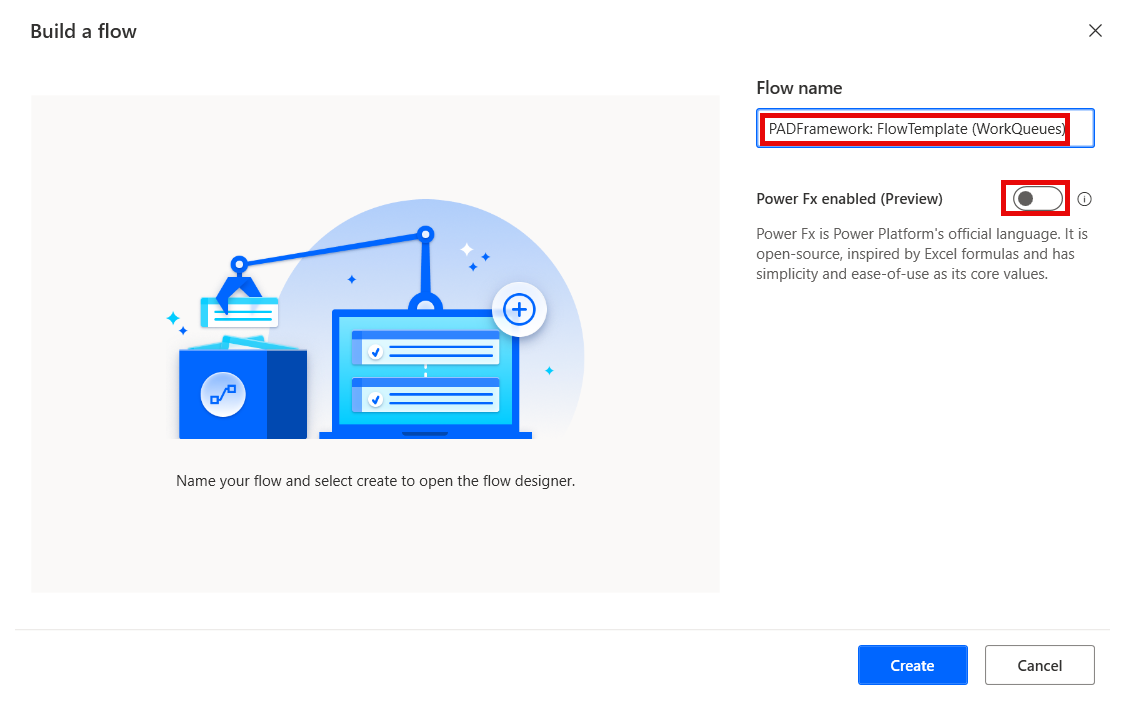 Build a flow
Flow name
PADFramework: FlowTemplate (WorkQueues)
Power Fx enabled (Preview)
Power Fx is Power Platform's official language. It is
open-source, inspired by Excel formulas and has
simplicity and ease-of-use as its core values.
Name your flow and select create to open the flow designer.
Create
Cancel